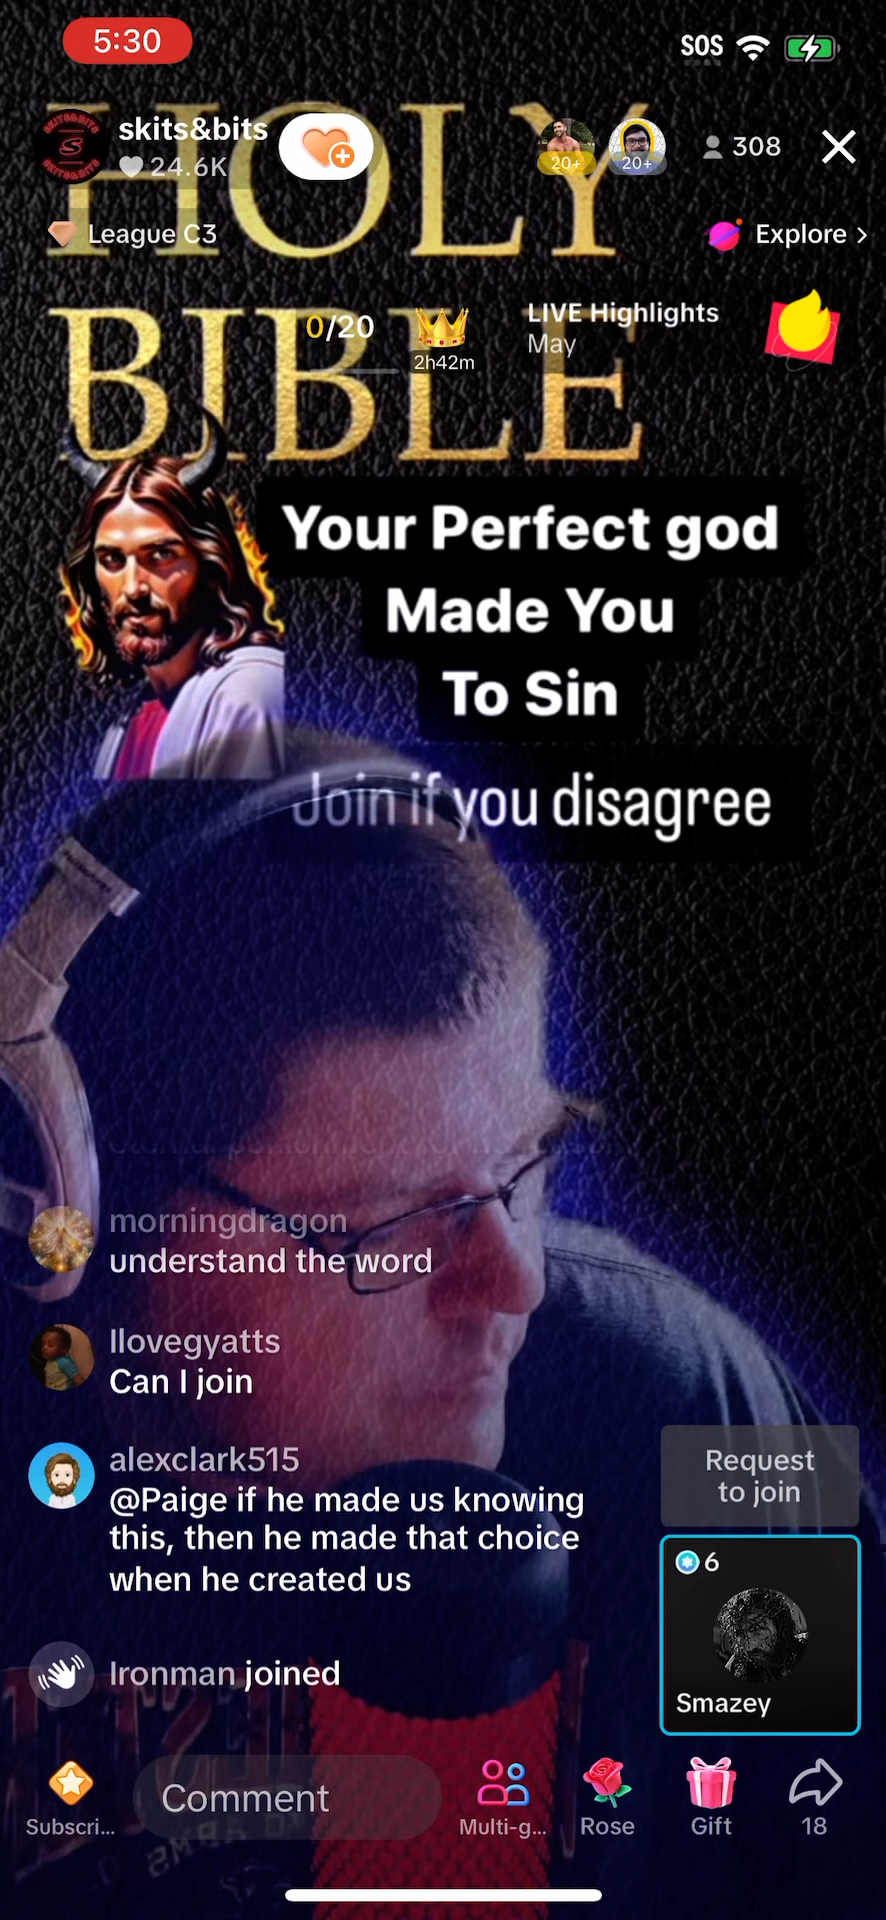 5:30
SOS
HOLY
BIBLE
skits&bits
24.6K
20+
20+
308
League C3
Explore >
0/20
2h42m
LIVE Highlights
May
Your Perfect god
Made You
To Sin
Join if you disagree
morningdragon
understand the word
Ilovegyatts
Can I join
alexclark515
@Paige if he made us knowing
this, then he made that choice
when he created us
Ironman joined
Request
to join
6
Smazey
Comment
Subscri...
Multi-g...
Rose
Gift
18